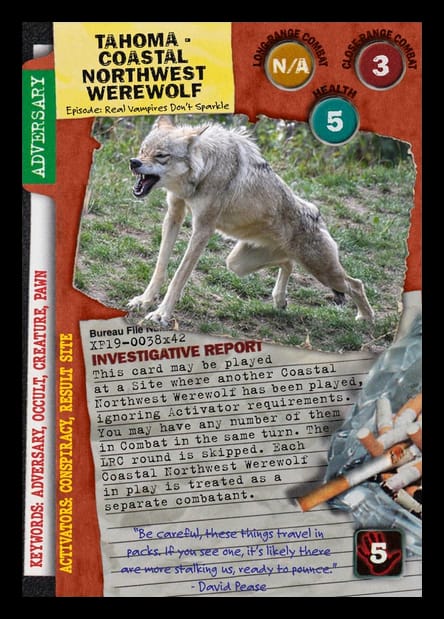 TAHOMA -
COASTAL
NORTHWEST
WEREWOLF
Episode: Real Vampires Don't Sparkle
LONG-RANGE COMBAT
N/A
CLOSE-RANGE COMBAT
3
HEALTH
5
ADVERSARY
KEYWORDS: ADVERSARY, OCCULT, CREATURE, PAWN
ACTIVATORS: CONSPIRACY, RESULT SITE
Bureau File
XF19-0038x42
INVESTIGATIVE REPORT
This card may be played
at a Site where another Coastal
Northwest Werewolf has been played,
ignoring Activator requirements.
You may have any number of them
in Combat in the same turn. The
LRC round is skipped. Each
Coastal Northwest Werewolf
in play is treated as a
separate combatant.
"Be careful, these things travel in
packs. If you see one, it's likely there
are more stalking us, ready to pounce."
- David Pease
5